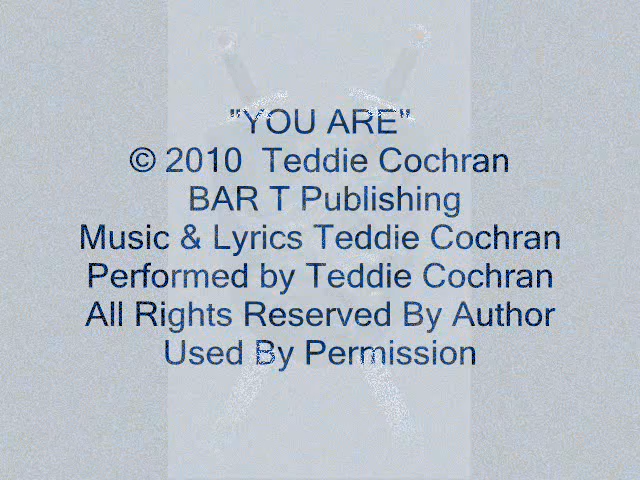 "YOU ARE"
© 2010  Teddie Cochran
BAR T Publishing
Music & Lyrics Teddie Cochran
Performed by Teddie Cochran
All Rights Reserved By Author
Used By Permission